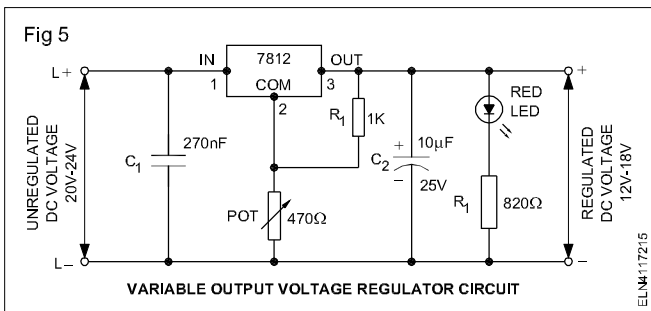 Fig 5
L+
IN
7812
OUT
1
COM
3
2
+
RED
LED
R1
1K
UNREGULATED
DC VOLTAGE
20V-24V
C1
270nF
+
10µF
C2
25V
−
REGULATED
DC VOLTAGE
12V-18V
POT
470Ω
R1
820Ω
L−
−
VARIABLE OUTPUT VOLTAGE REGULATOR CIRCUIT
ELN4117215